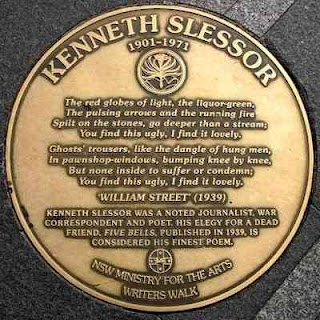 KENNETH SLESSOR
1901-1971
The red globes of light, the liquor-green,
The pulsing arrows and the running fire
Spilt on the stones, go deeper than a stream;
You find this ugly, I find it lovely.
Ghosts' trousers, like the dangle of hung men,
In pawnshop-windows, bumping knee by knee,
But none inside to suffer or condemn;
You find this ugly, I find it lovely.
'WILLIAM STREET' (1939)
KENNETH SLESSOR WAS A NOTED JOURNALIST, WAR
CORRESPONDENT AND POET. HIS ELEGY FOR A DEAD
FRIEND, FIVE BELLS, PUBLISHED IN 1939, IS
CONSIDERED HIS FINEST POEM.
NSW MINISTRY FOR THE ARTS
WRITERS WALK